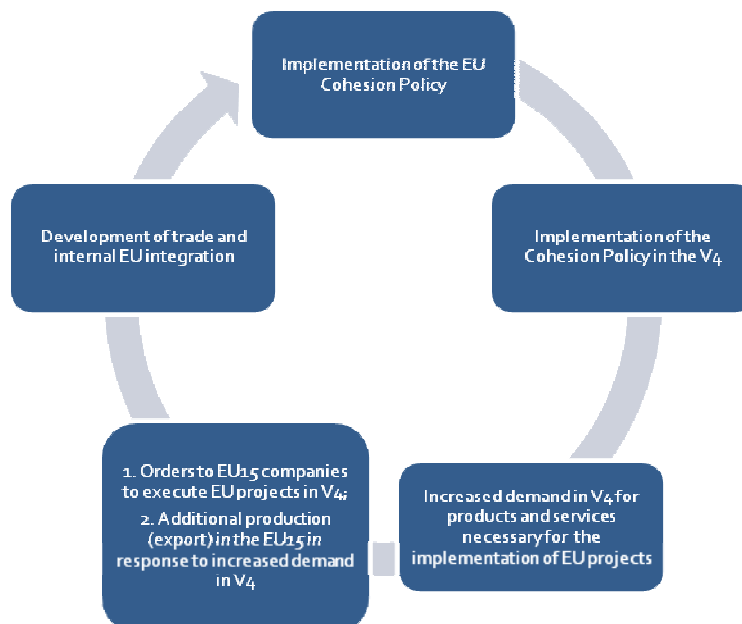 Implementation of the EU
Cohesion Policy
Implementation of the
Cohesion Policy in the V4
Increased demand in V4 for
products and services
necessary for the
implementation of EU projects
1. Orders to EU15 companies
to execute EU projects in V4;
2. Additional production
(export) in the EU15 in
response to increased demand
in V4
Development of trade and
internal EU integration